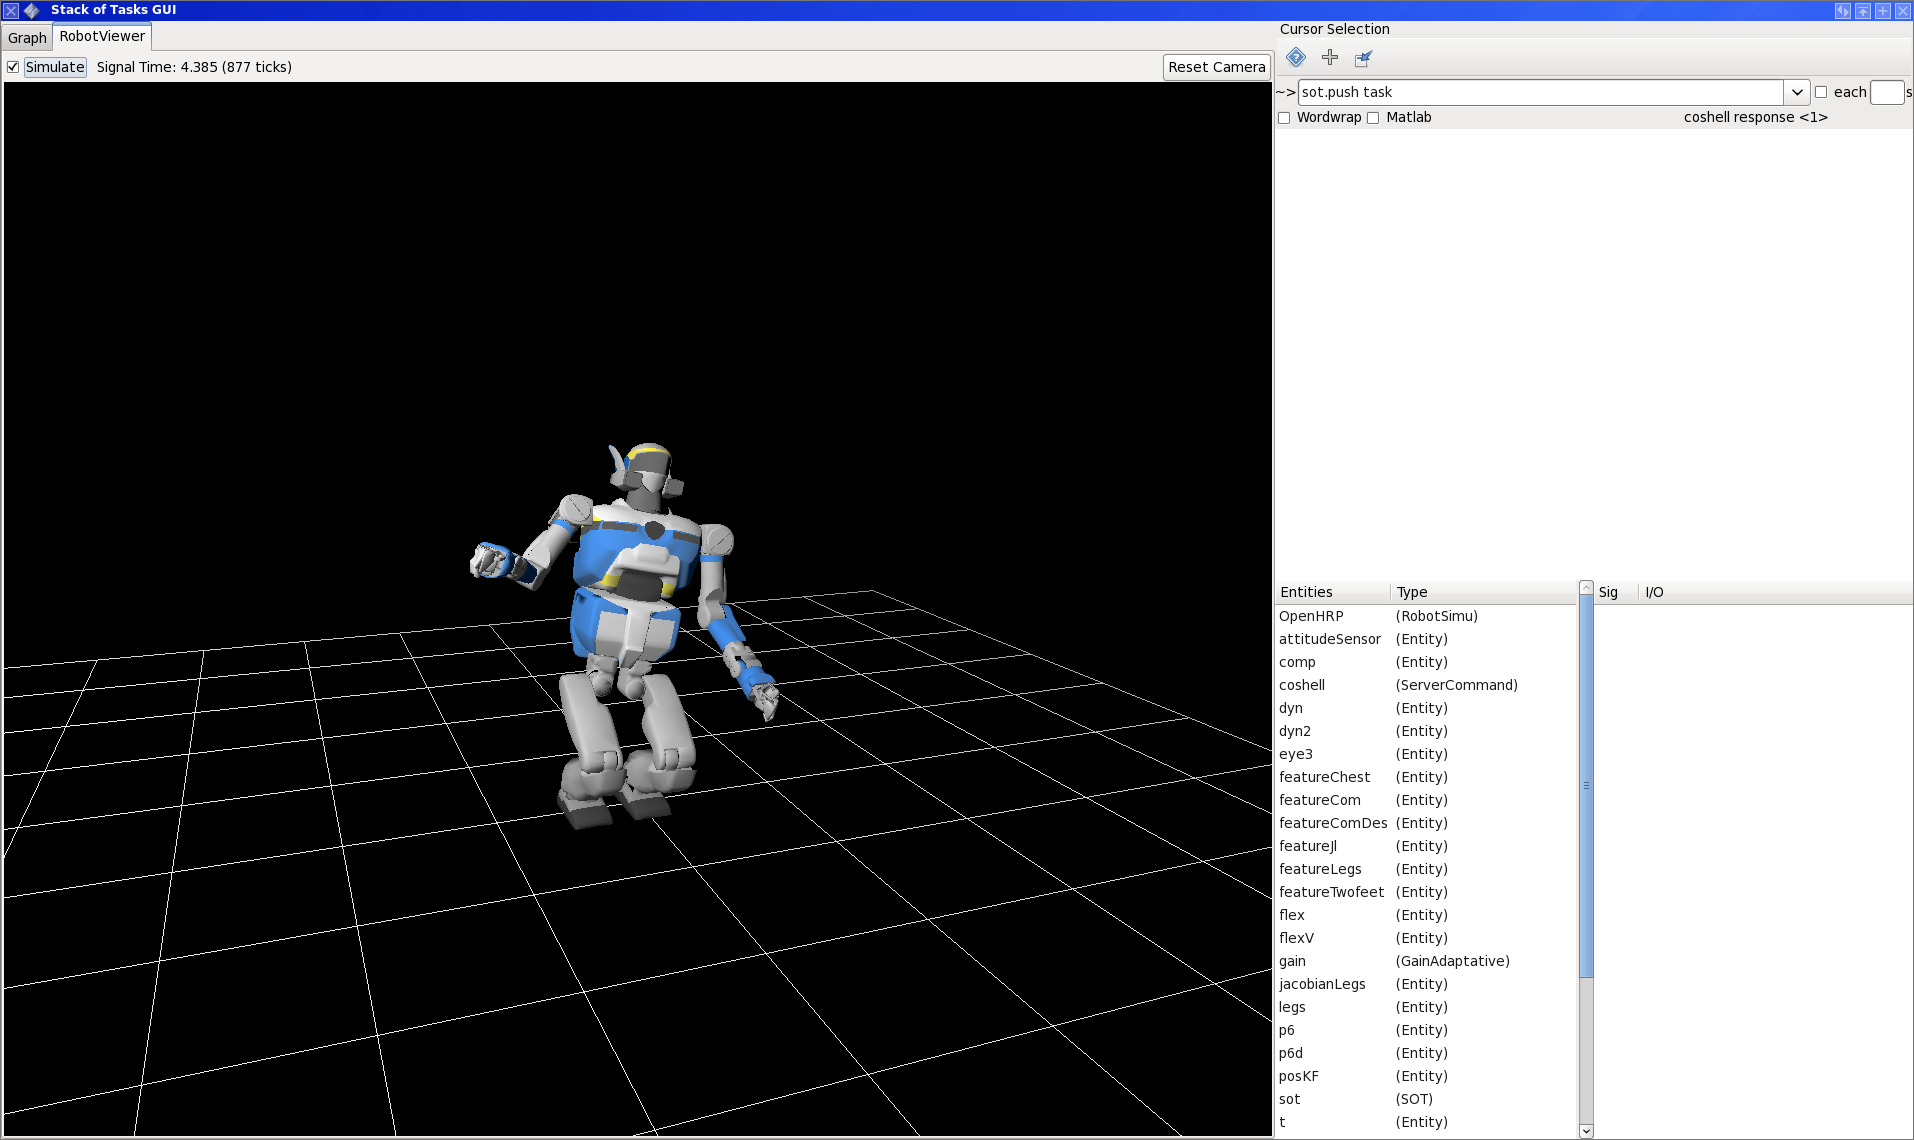 Stack of Tasks GUI
Graph
RobotViewer
Simulate
Signal Time: 4.385 (877 ticks)
Reset Camera
Cursor Selection
~>
sot.push task
each
s
Wordwrap
Matlab
coshell response <1>
Entities Type
Sig I/O
OpenHRP (RobotSimu)
attitudeSensor (Entity)
comp (Entity)
coshell (ServerCommand)
dyn (Entity)
dyn2 (Entity)
eye3 (Entity)
featureChest (Entity)
featureCom (Entity)
featureComDes (Entity)
featureJl (Entity)
featureLegs (Entity)
featureTwofeet (Entity)
flex (Entity)
flexV (Entity)
gain (GainAdaptative)
jacobianLegs (Entity)
legs (Entity)
p6 (Entity)
p6d (Entity)
posKF (Entity)
sot (SOT)
t (Entity)